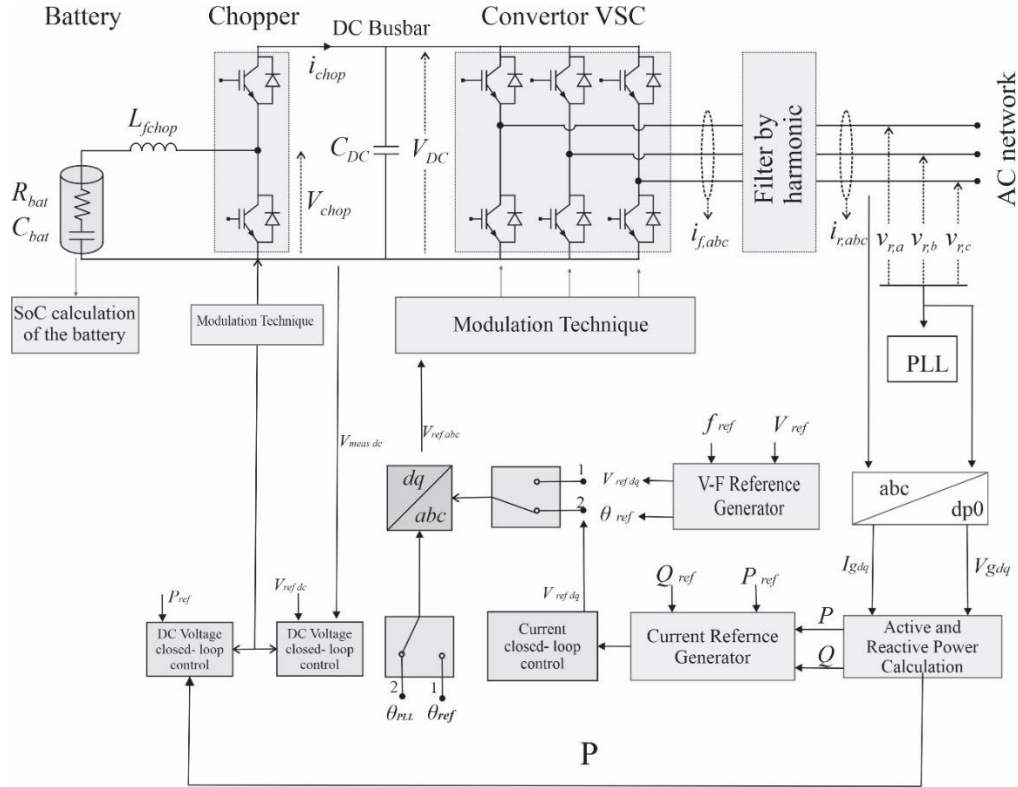 Battery
Chopper
DC Busbar
Convertor VSC
i_chop
L_fchop
C_DC
V_DC
V_chop
R_bat
C_bat
Filter by
harmonic
AC network
i_f,abc
i_r,abc
v_r,a
v_r,b
v_r,c
SoC calculation
of the battery
Modulation Technique
Modulation Technique
PLL
V_meas dc
V_ref abc
f_ref
V_ref
dq
abc
1
2
V_ref dq
θ_ref
V-F Reference
Generator
abc
dp0
I_gdq
V_gdq
P_ref
V_ref dc
V_ref dq
Q_ref
P_ref
DC Voltage
closed- loop
control
DC Voltage
closed- loop
control
2
1
θ_PLL
θ_ref
Current
closed-loop
control
Current Refernce
Generator
P
Q
Active and
Reactive Power
Calculation
P